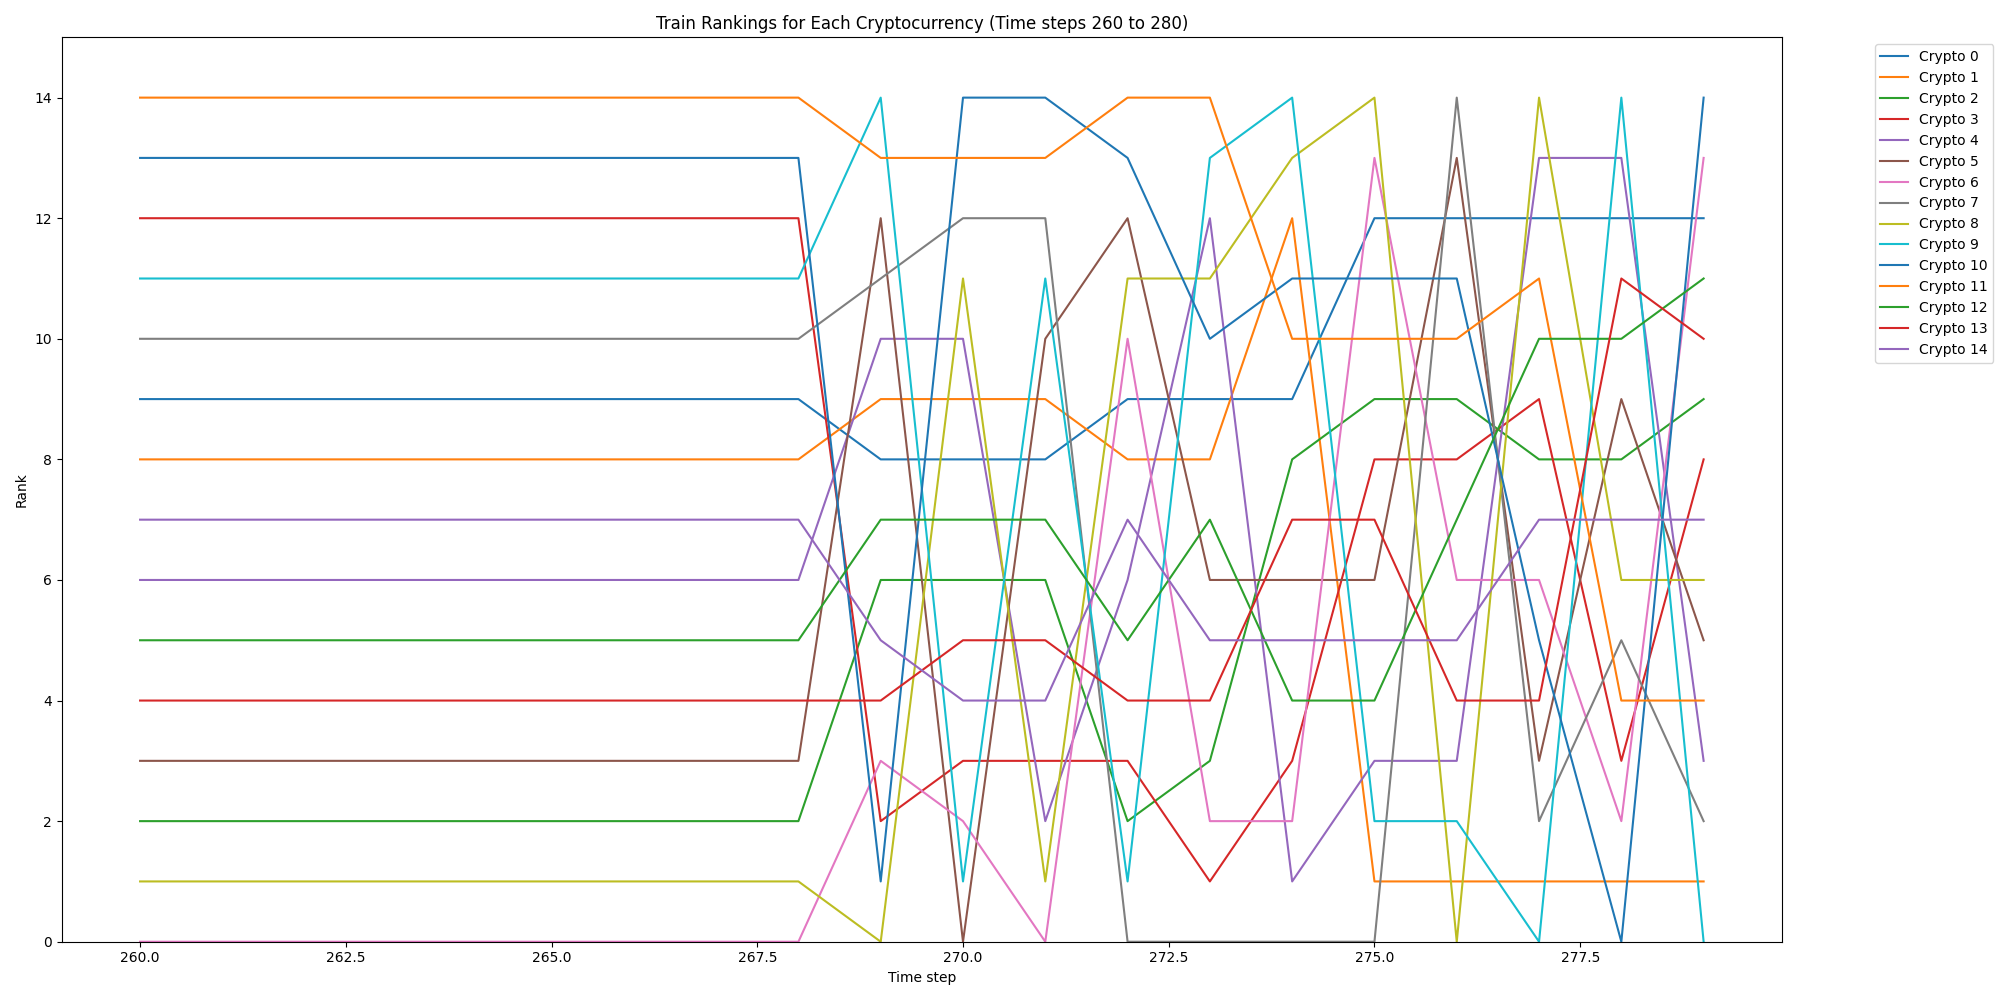 Train Rankings for Each Cryptocurrency (Time steps 260 to 280)
Rank
14
12
10
8
6
4
2
0
260.0 262.5 265.0 267.5 270.0 272.5 275.0 277.5
Time step
Crypto 0
Crypto 1
Crypto 2
Crypto 3
Crypto 4
Crypto 5
Crypto 6
Crypto 7
Crypto 8
Crypto 9
Crypto 10
Crypto 11
Crypto 12
Crypto 13
Crypto 14